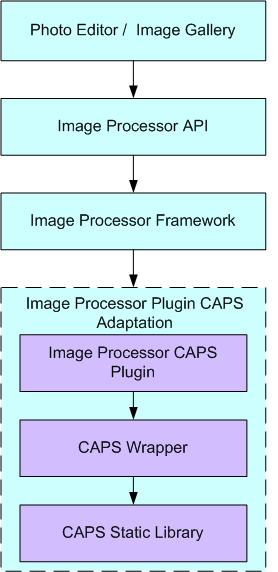 Photo Editor /  Image Gallery
Image Processor API
Image Processor Framework
Image Processor Plugin CAPS
Adaptation
Image Processor CAPS
Plugin
CAPS Wrapper
CAPS Static Library